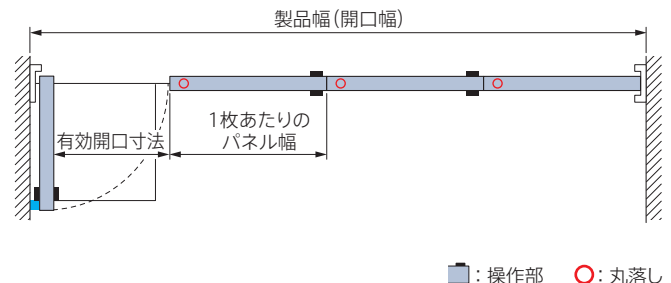 製品幅(開口幅)
有効開口寸法
1枚あたりの
パネル幅
:操作部
:丸落し